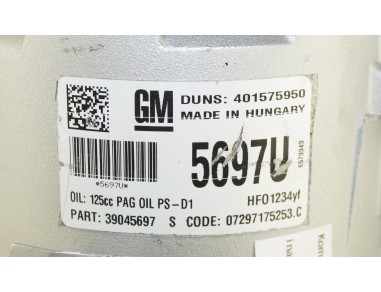 GM DUNS: 401575950
MADE IN HUNGARY
5697U
*5697U*
6573343
OIL: 125cc PAG OIL PS-D1 HFO1234yf
PART: 39045697 S CODE: 07297175253.C